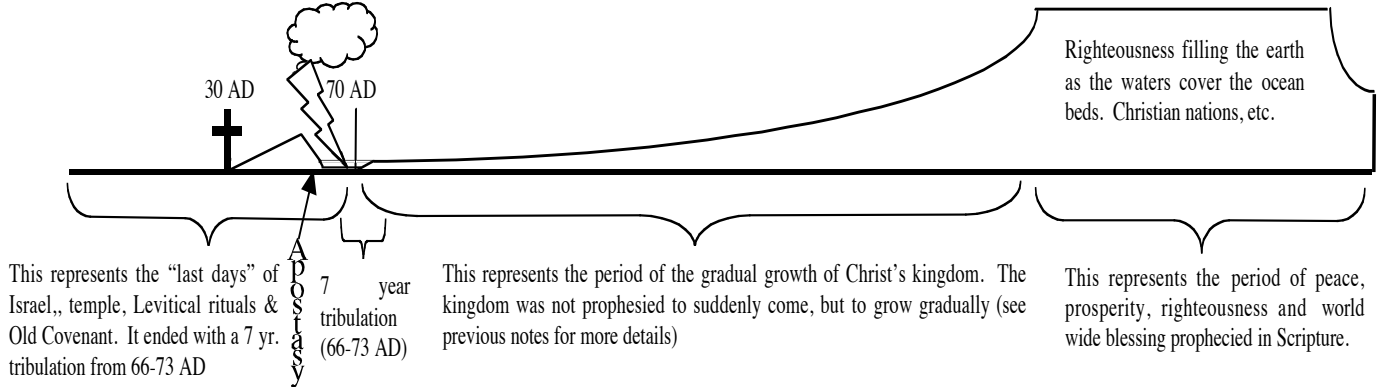 30 AD
70 AD
Righteousness filling the earth
as the waters cover the ocean
beds. Christian nations, etc.
This represents the “last days” of
Israel,, temple, Levitical rituals &
Old Covenant. It ended with a 7 yr.
tribulation from 66-73 AD
Apostasy
7 year
tribulation
(66-73 AD)
This represents the period of the gradual growth of Christ’s kingdom. The
kingdom was not prophesied to suddenly come, but to grow gradually (see
previous notes for more details)
This represents the period of peace,
prosperity, righteousness and world
wide blessing prophecied in Scripture.